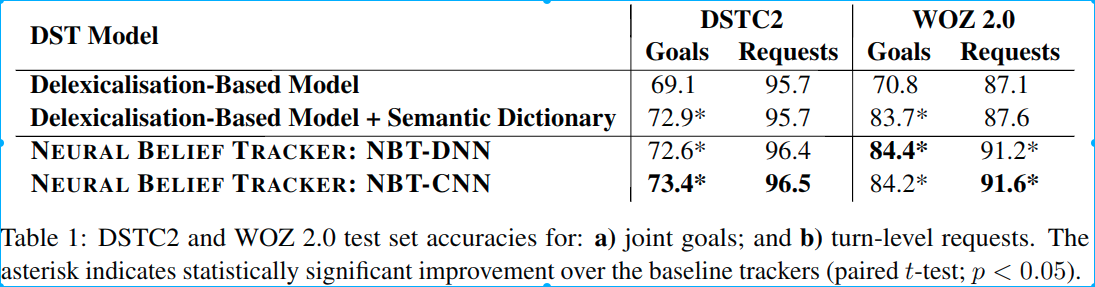 DST Model DSTC2 WOZ 2.0
Goals Requests Goals Requests
Delexicalisation-Based Model 69.1 95.7 70.8 87.1
Delexicalisation-Based Model + Semantic Dictionary 72.9* 95.7 83.7* 87.6
NEURAL BELIEF TRACKER: NBT-DNN 72.6* 96.4 84.4* 91.2*
NEURAL BELIEF TRACKER: NBT-CNN 73.4* 96.5 84.2* 91.6*
Table 1: DSTC2 and WOZ 2.0 test set accuracies for: a) joint goals; and b) turn-level requests. The
asterisk indicates statistically significant improvement over the baseline trackers (paired t-test; p < 0.05).